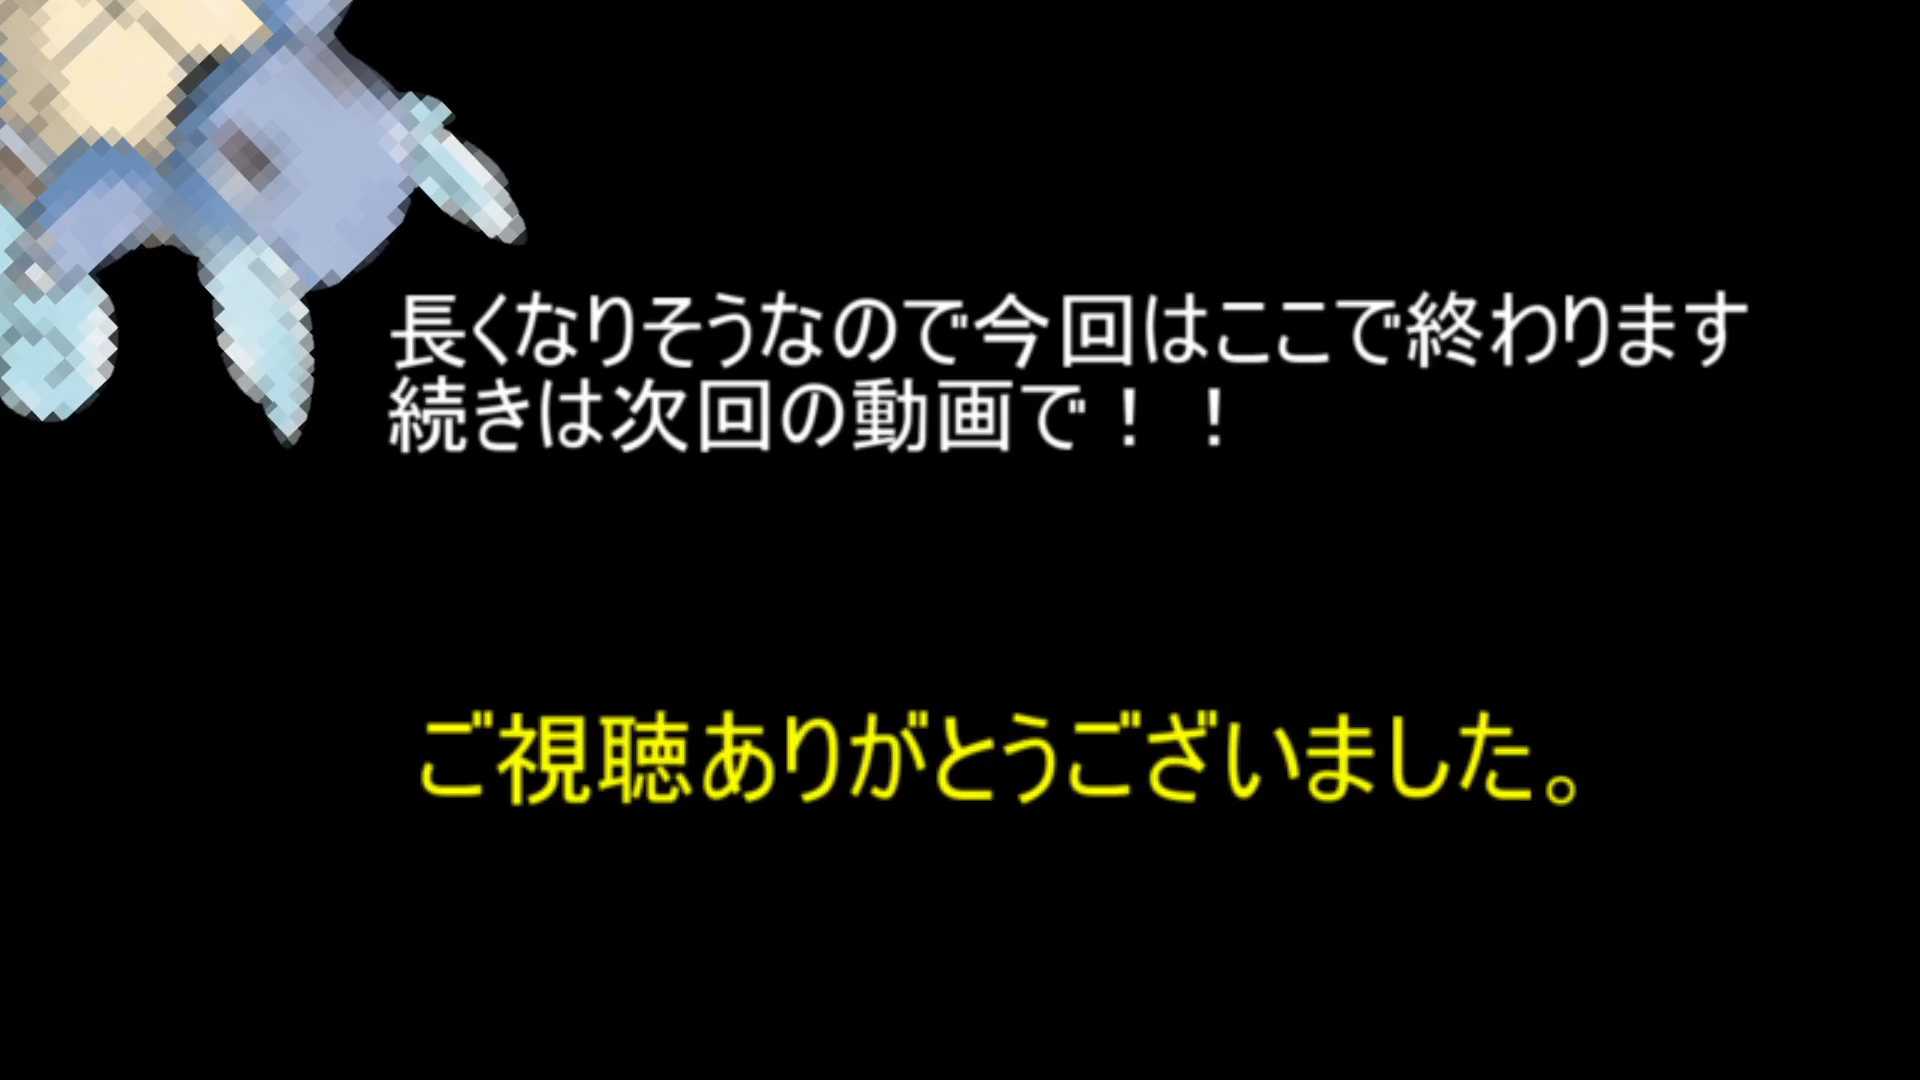 長くなりそうなので今回はここで終わります
続きは次回の動画で！！
ご視聴ありがとうございました。